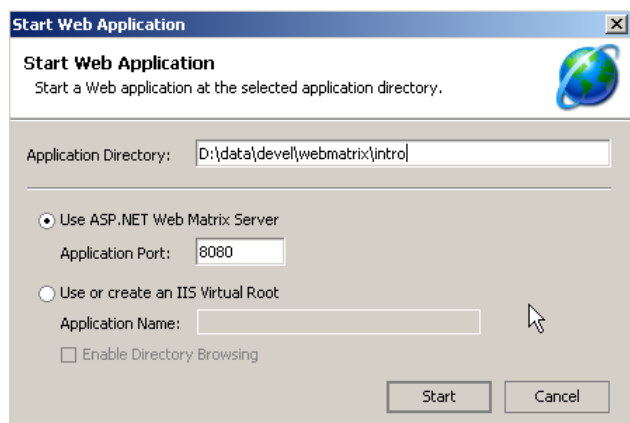 Start Web Application
Start Web Application
Start a Web application at the selected application directory.
Application Directory: D:\data\devel\webmatrix\intro
Use ASP.NET Web Matrix Server
Application Port: 8080
Use or create an IIS Virtual Root
Application Name:
Enable Directory Browsing
Start Cancel